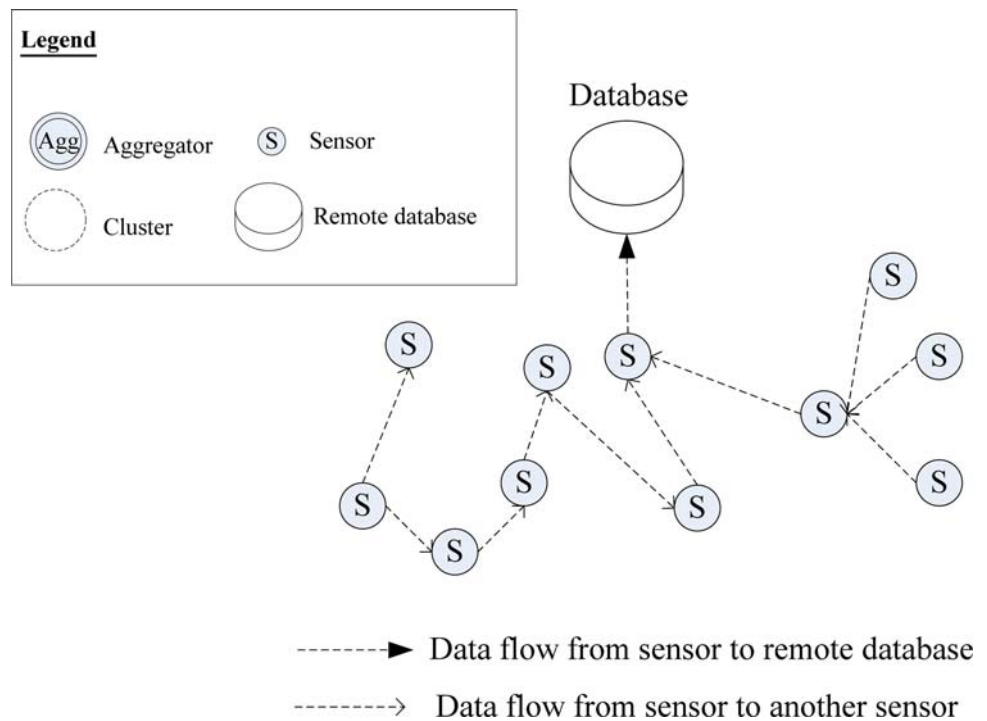 Legend
Agg Aggregator
S Sensor
Cluster
Remote database
Database
S
S
S
S
S
S
S
S
S
S
S
Data flow from sensor to remote database
Data flow from sensor to another sensor